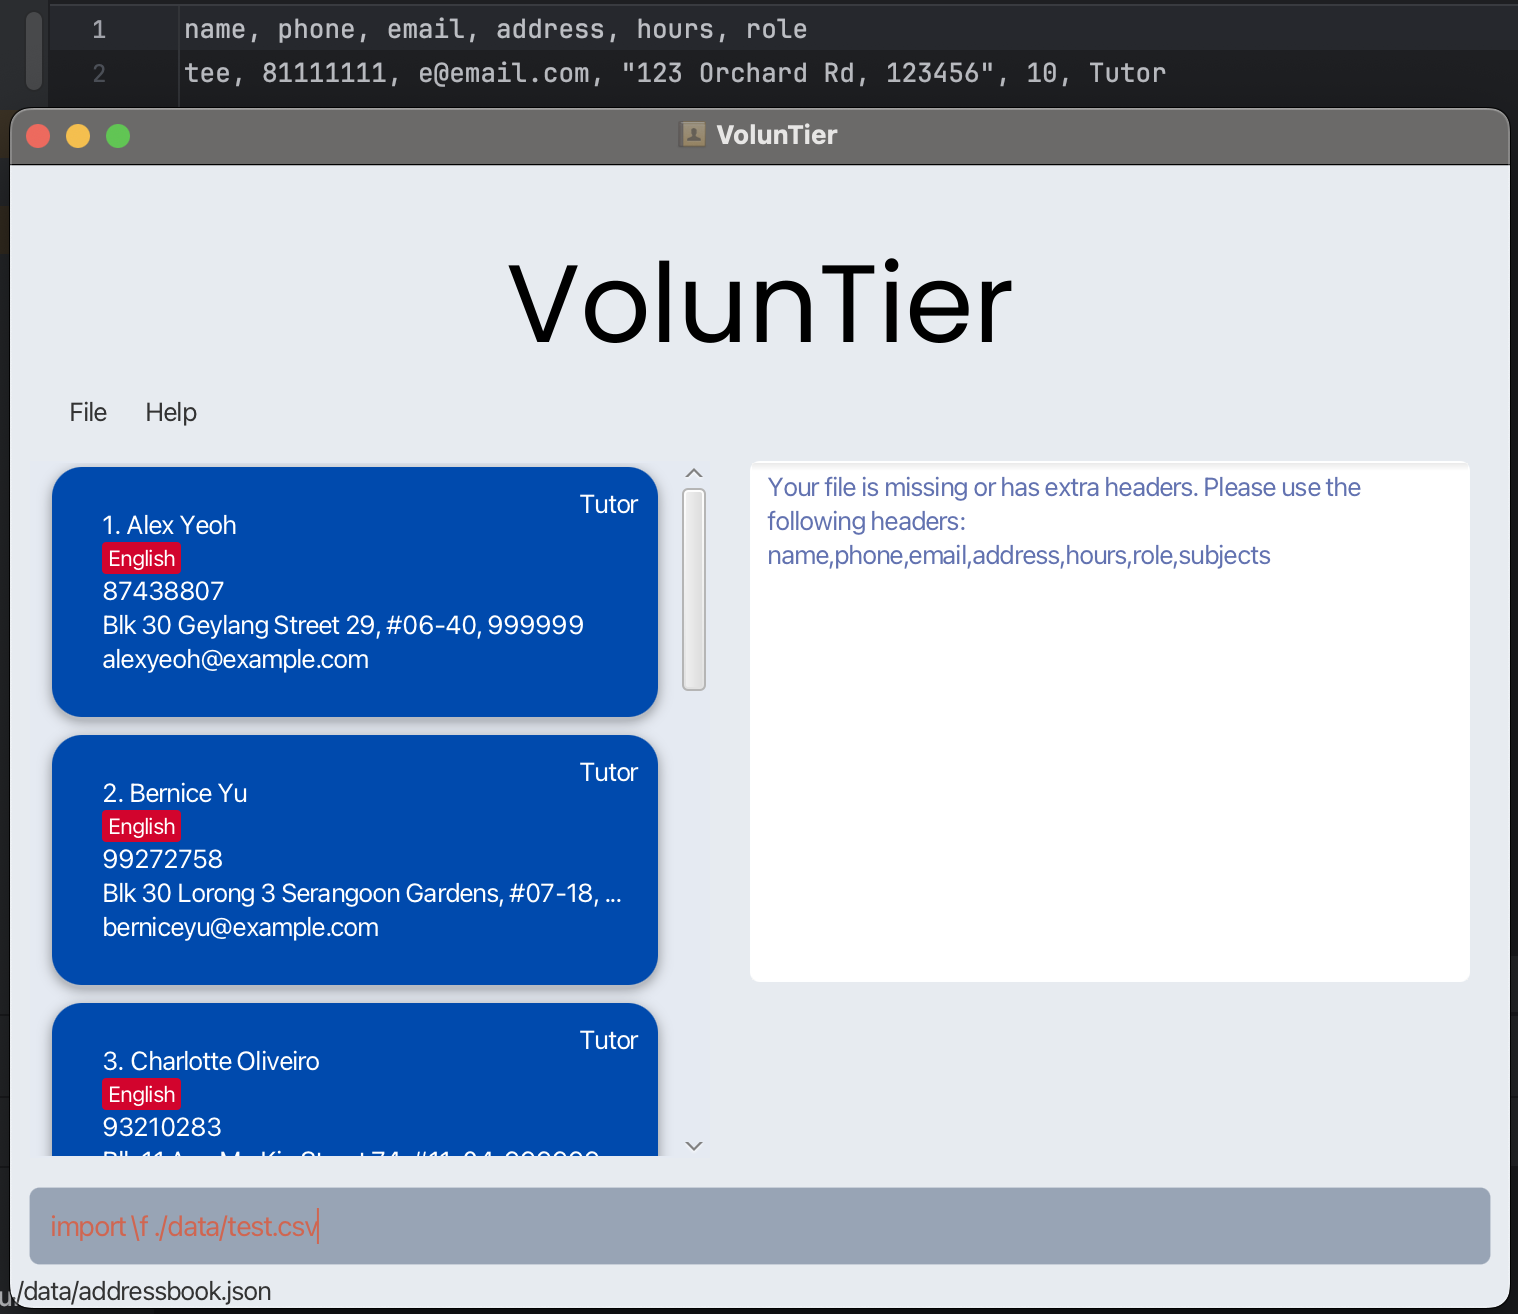 1 name, phone, email, address, hours, role
2 tee, 81111111, e@email.com, "123 Orchard Rd, 123456", 10, Tutor
VolunTier
VolunTier
File Help
Tutor
1. Alex Yeoh
English
87438807
Blk 30 Geylang Street 29, #06-40, 999999
alexyeoh@example.com
Tutor
2. Bernice Yu
English
99272758
Blk 30 Lorong 3 Serangoon Gardens, #07-18, ...
berniceyu@example.com
Tutor
3. Charlotte Oliveiro
English
93210283
Your file is missing or has extra headers. Please use the
following headers:
name,phone,email,address,hours,role,subjects
import \f ./data/test.csv
./data/addressbook.json